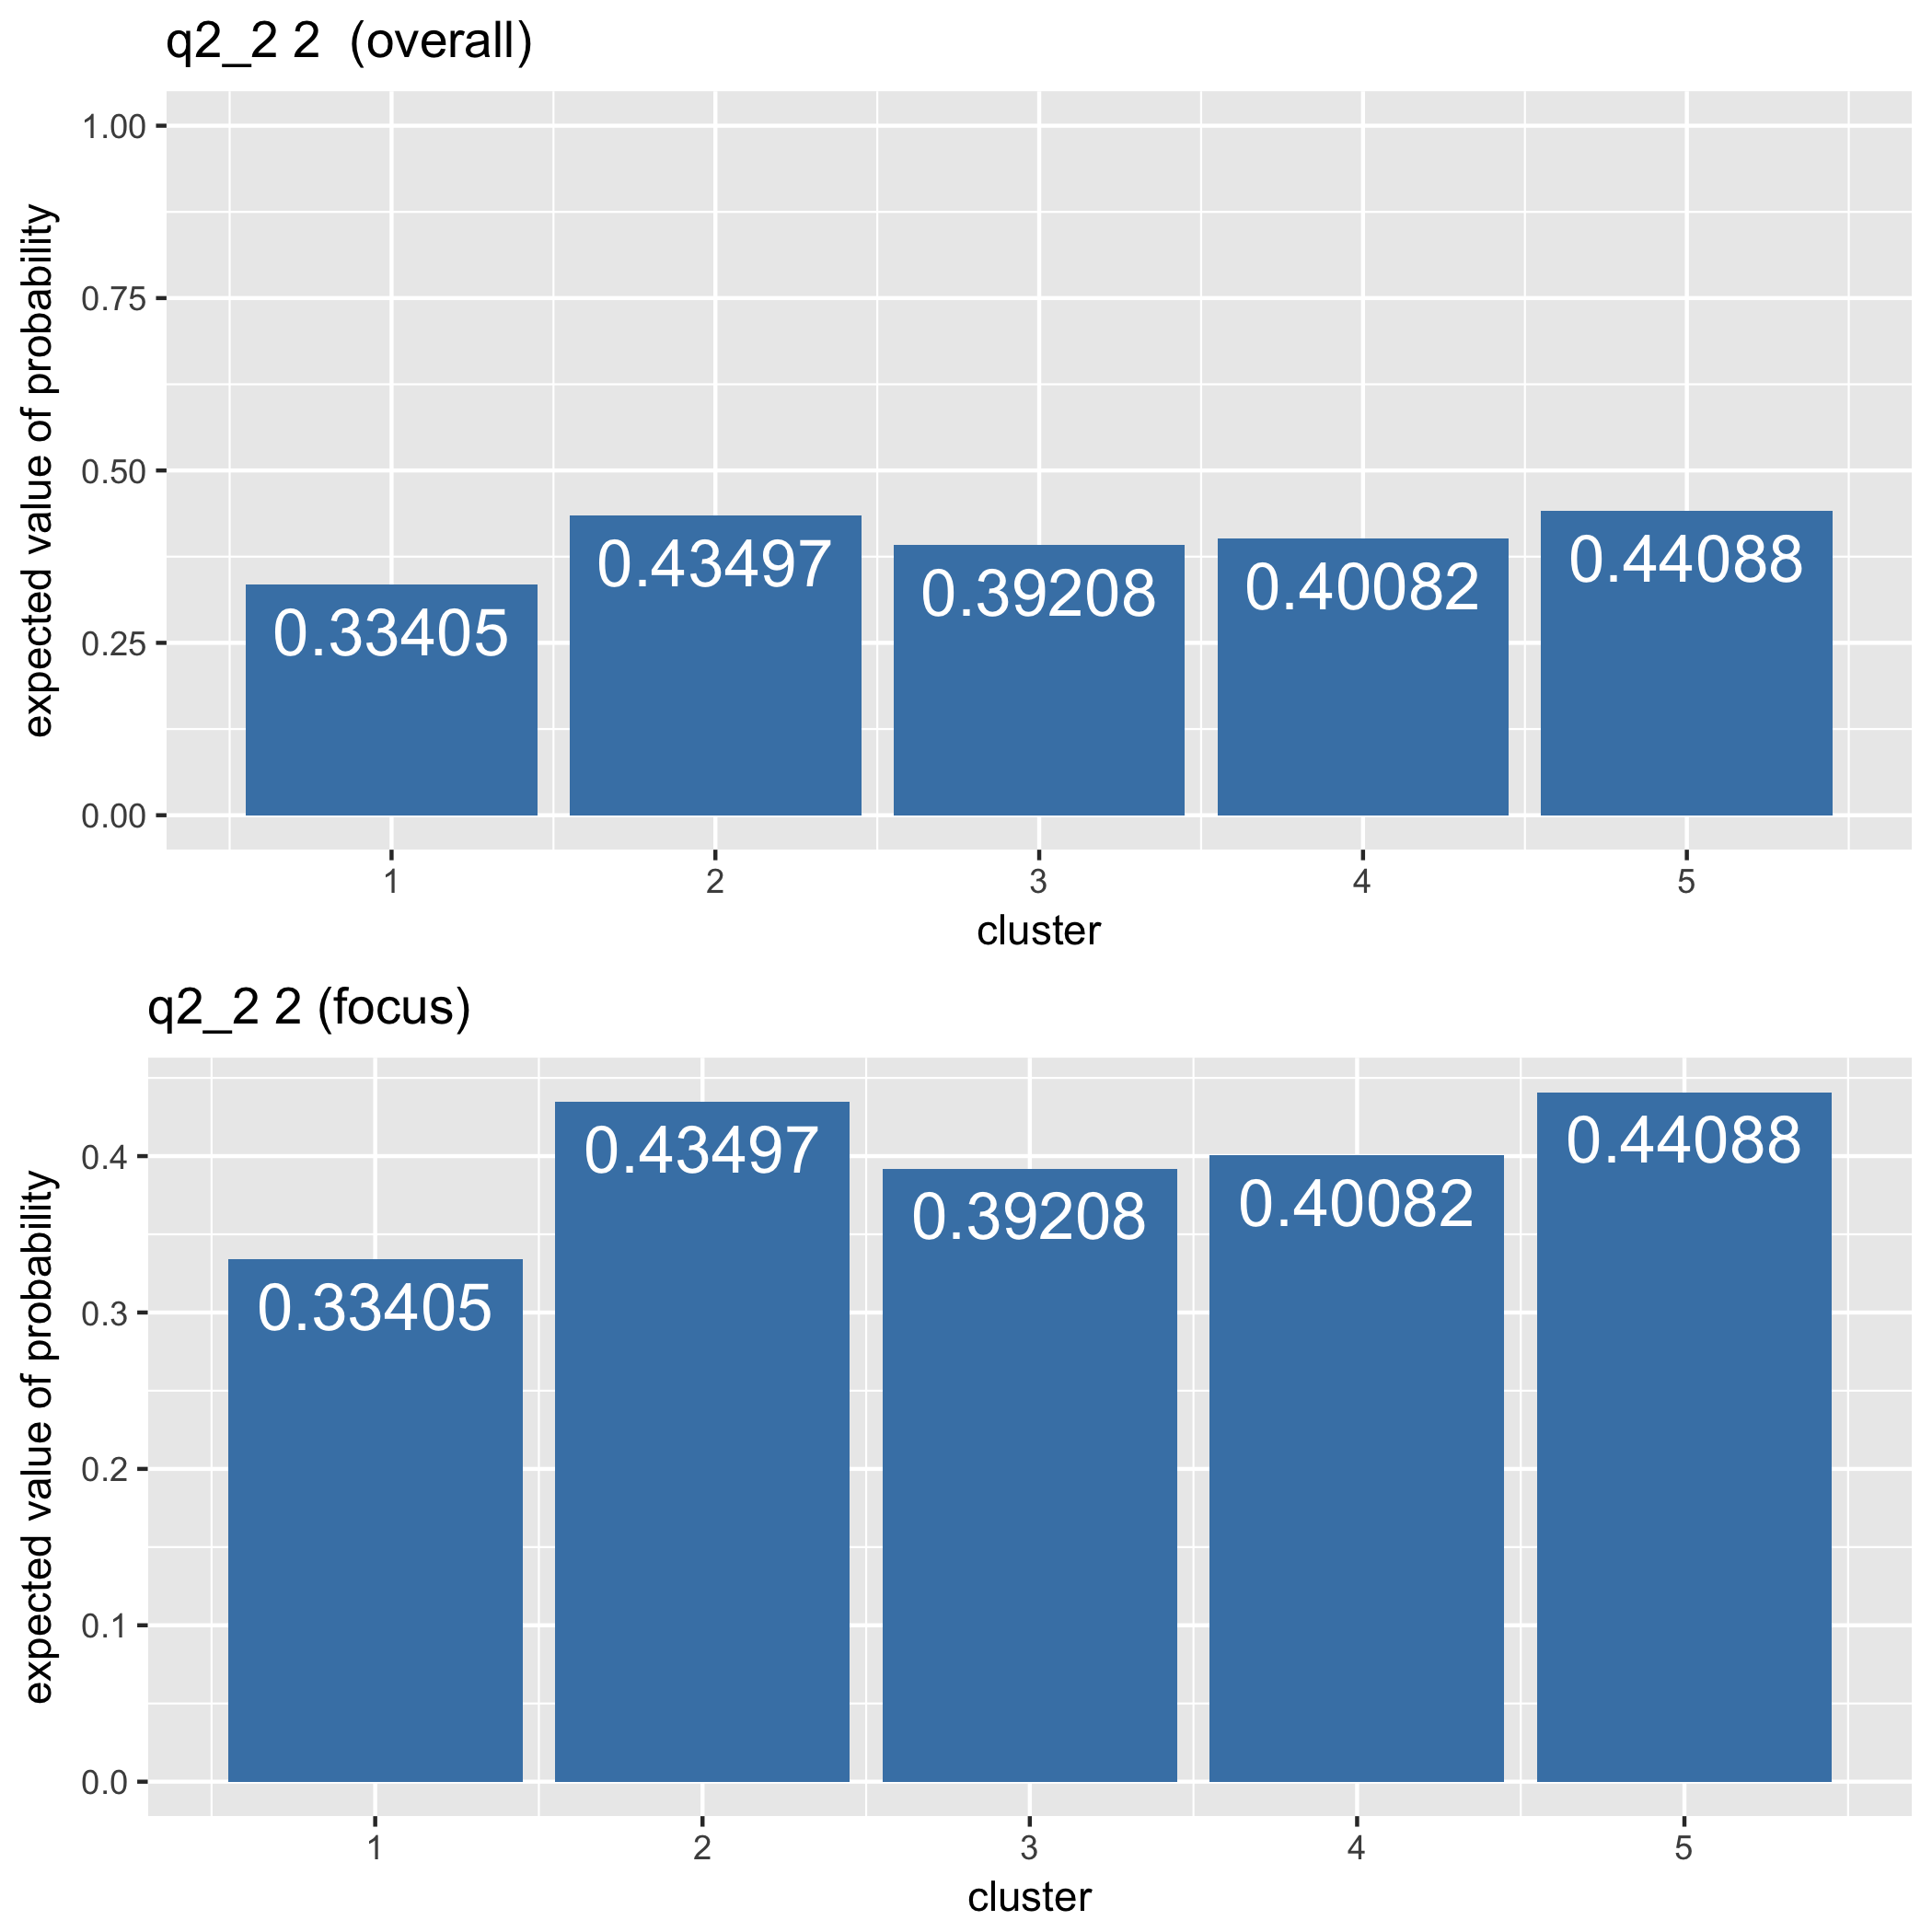 q2_2 2  (overall)
expected value of probability
1.00
0.75
0.50
0.25
0.00
0.33405
0.43497
0.39208
0.40082
0.44088
1 2 3 4 5
cluster
q2_2 2 (focus)
expected value of probability
0.4
0.3
0.2
0.1
0.0
0.33405
0.43497
0.39208
0.40082
0.44088
1 2 3 4 5
cluster